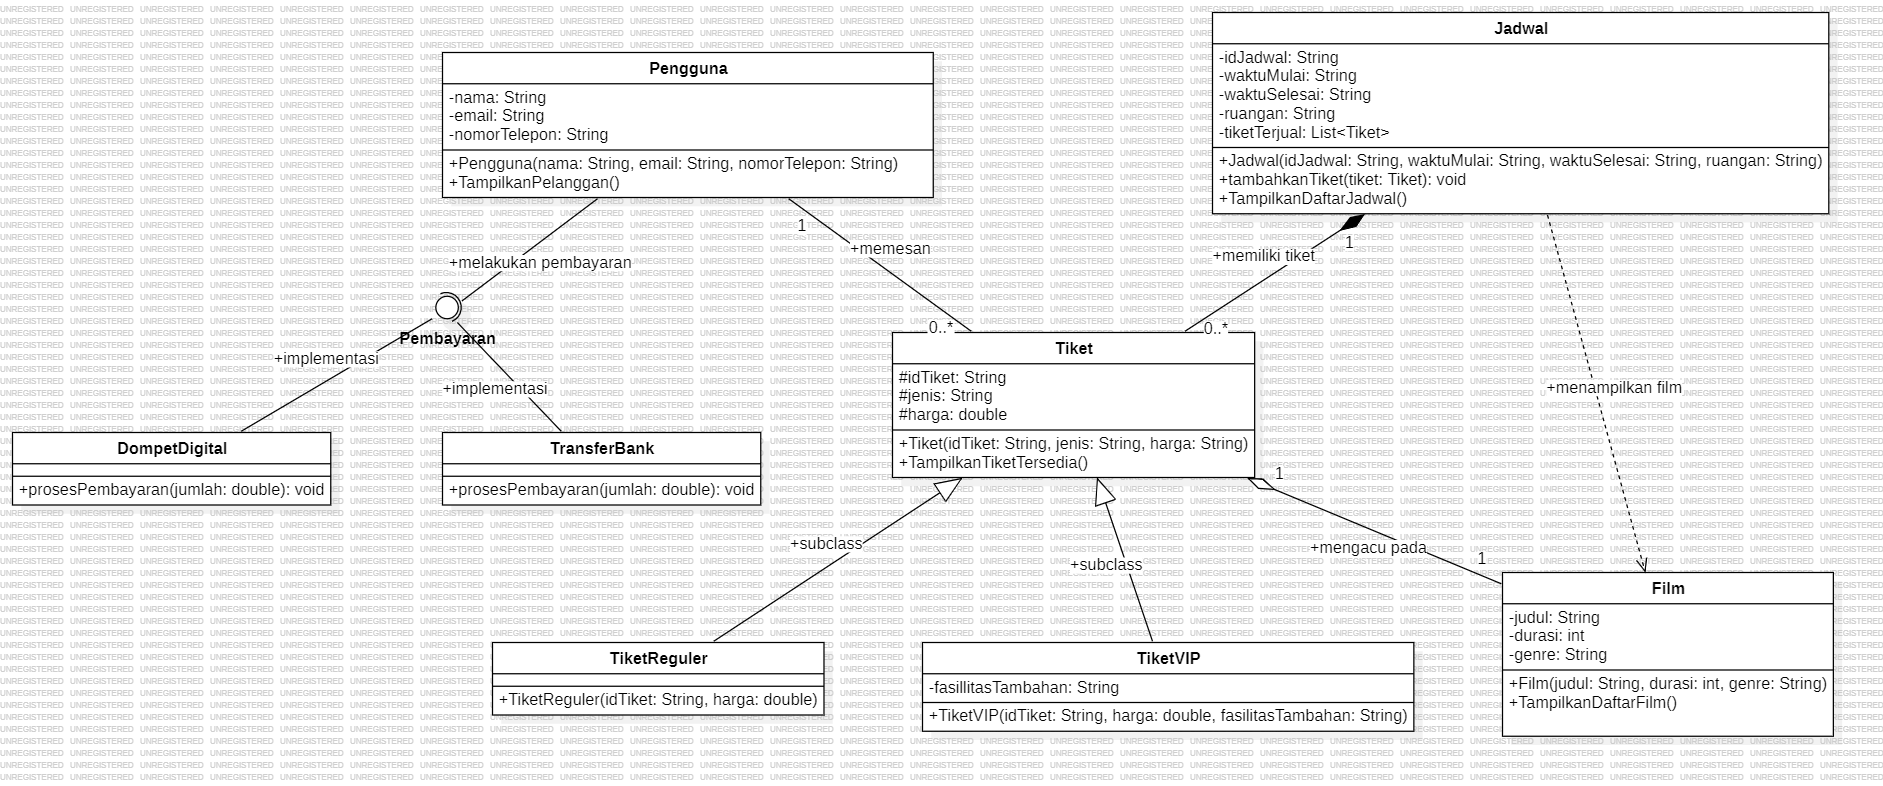 Pengguna
-nama: String
-email: String
-nomorTelepon: String
+Pengguna(nama: String, email: String, nomorTelepon: String)
+TampilkanPelanggan()
Jadwal
-idJadwal: String
-waktuMulai: String
-waktuSelesai: String
-ruangan: String
-tiketTerjual: List<Tiket>
+Jadwal(idJadwal: String, waktuMulai: String, waktuSelesai: String, ruangan: String)
+tambahkanTiket(tiket: Tiket): void
+TampilkanDaftarJadwal()
1
+memesan
0..*
1
+memiliki tiket
0..*
+melakukan pembayaran
Pembayaran
+implementasi
+implementasi
+menampilkan film
DompetDigital
+prosesPembayaran(jumlah: double): void
TransferBank
+prosesPembayaran(jumlah: double): void
Tiket
#idTiket: String
#jenis: String
#harga: double
+Tiket(idTiket: String, jenis: String, harga: String)
+TampilkanTiketTersedia()
+subclass
+subclass
1
+mengacu pada
1
TiketReguler
+TiketReguler(idTiket: String, harga: double)
TiketVIP
-fasillitasTambahan: String
+TiketVIP(idTiket: String, harga: double, fasilitasTambahan: String)
Film
-judul: String
-durasi: int
-genre: String
+Film(judul: String, durasi: int, genre: String)
+TampilkanDaftarFilm()
UNREGISTERED